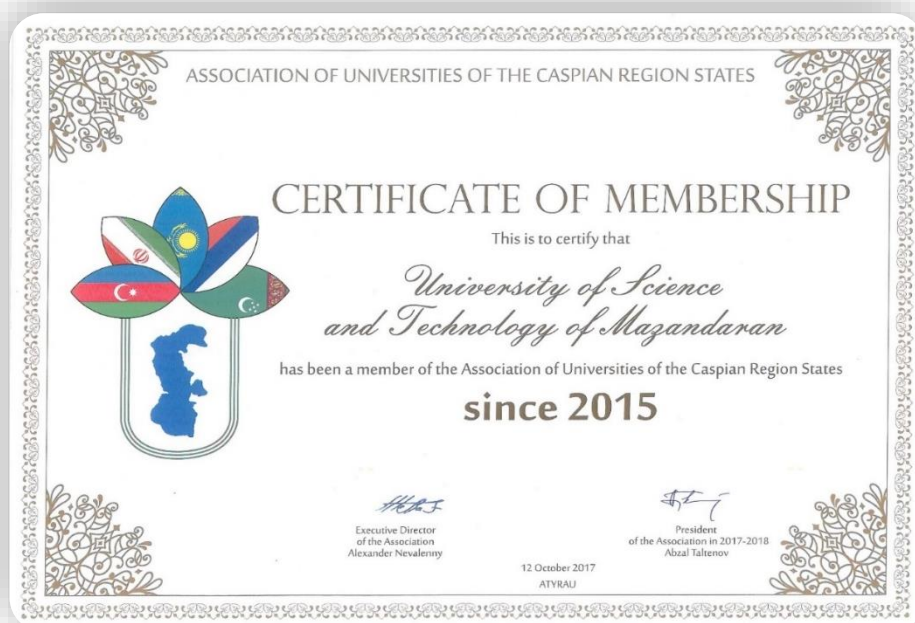 ASSOCIATION OF UNIVERSITIES OF THE CASPIAN REGION STATES
CERTIFICATE OF MEMBERSHIP
This is to certify that
University of Science
and Technology of Mazandaran
has been a member of the Association of Universities of the Caspian Region States
since 2015
Executive Director
of the Association
Alexander Nevalenny
President
of the Association in 2017-2018
Abzal Taltenov
12 October 2017
ATYRAU